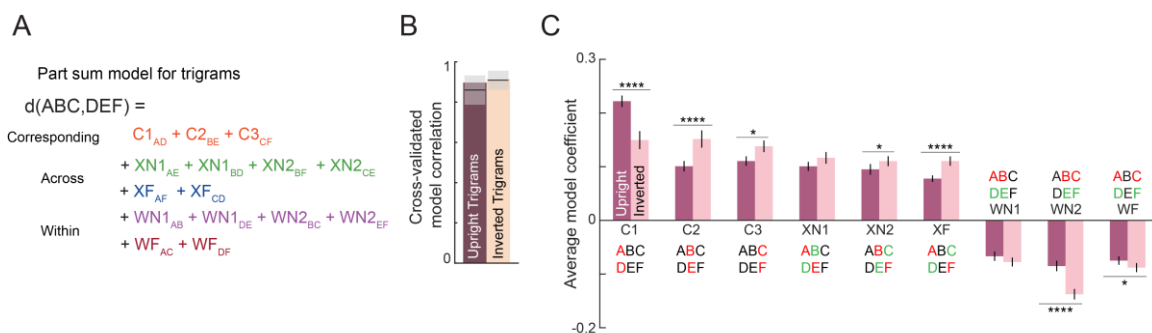 A
Part sum model for trigrams
d(ABC,DEF) =
Corresponding C1AD + C2BE + C3CF
Across + XN1AE + XN1BD + XN2BF + XN2CE
+ XFAF + XFCD
Within + WN1AB + WN1DE + WN2BC + WN2EF
+ WFAC + WFDF
B
Cross-validated
model correlation
1
0
Upright Trigrams
Inverted Trigrams
C
Average model coefficient
0.3
0
-0.2
Upright
Inverted
**** **** * * ****
C1 C2 C3 XN1 XN2 XF
ABC ABC ABC ABC ABC ABC
DEF DEF DEF DEF DEF DEF
ABC ABC ABC
DEF DEF DEF
WN1 WN2 WF
**** *